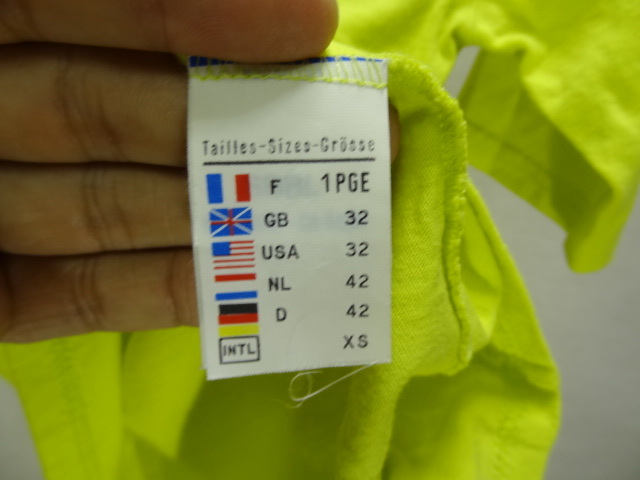 Tailles-Sizes-Grösse
F 1PGE
GB 32
USA 32
NL 42
D 42
INTL XS